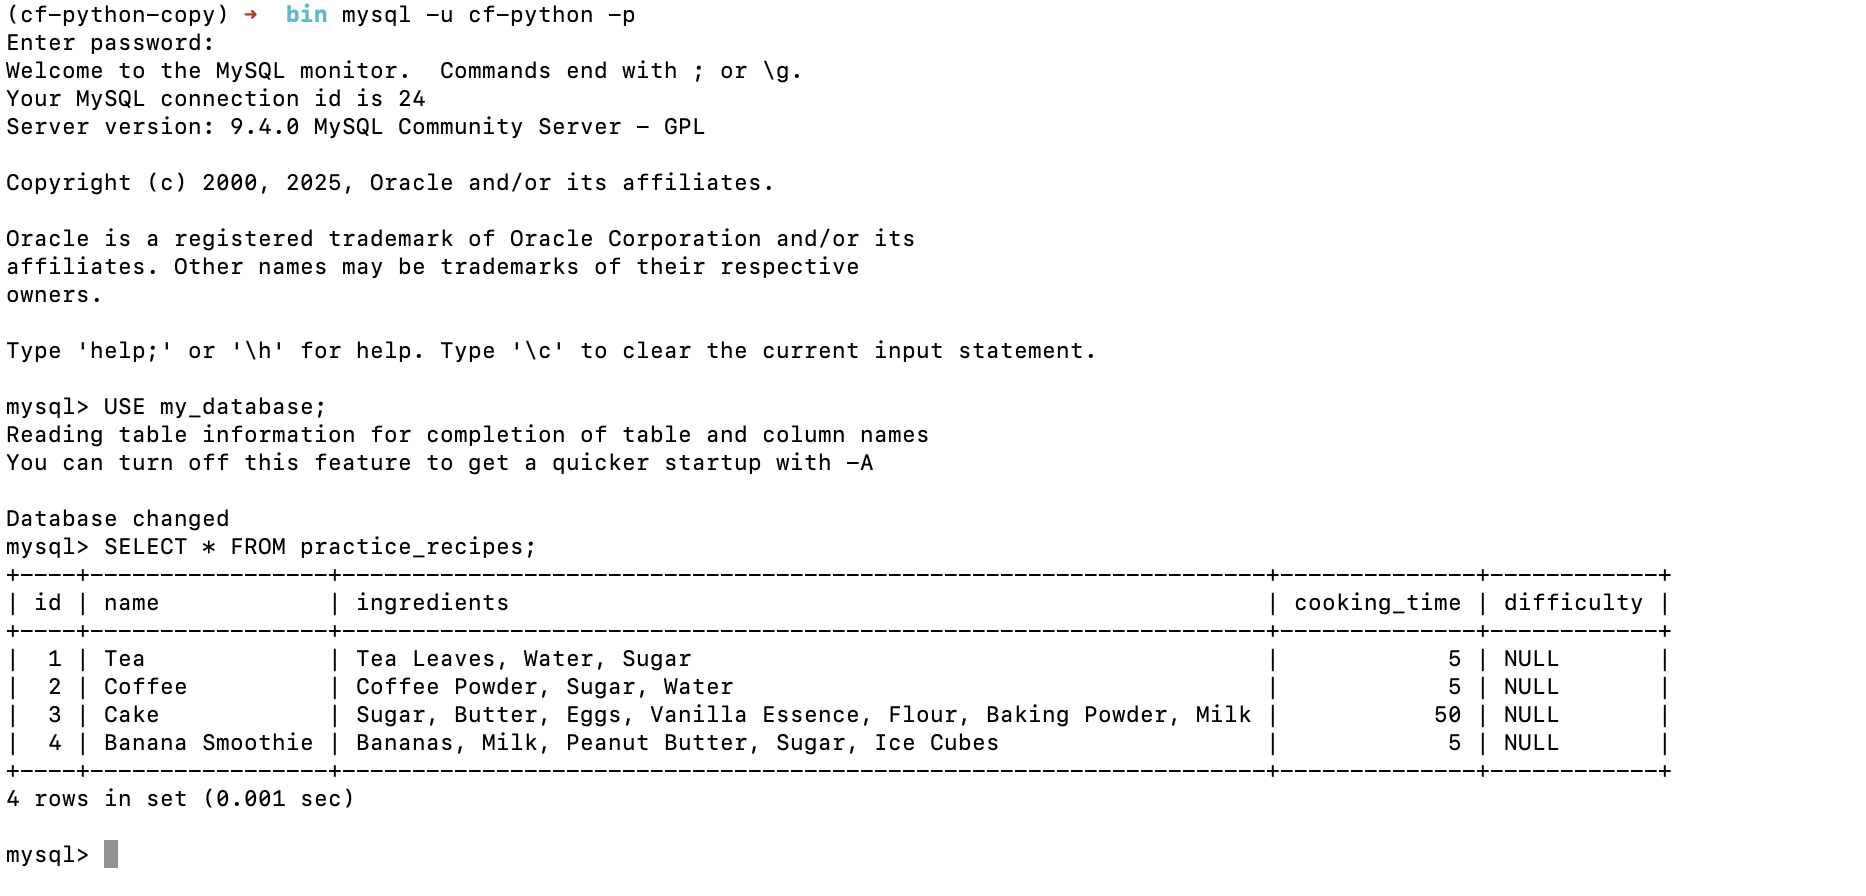 (cf-python-copy) ➜  bin mysql -u cf-python -p
Enter password:
Welcome to the MySQL monitor.  Commands end with ; or \g.
Your MySQL connection id is 24
Server version: 9.4.0 MySQL Community Server - GPL

Copyright (c) 2000, 2025, Oracle and/or its affiliates.

Oracle is a registered trademark of Oracle Corporation and/or its
affiliates. Other names may be trademarks of their respective
owners.

Type 'help;' or '\h' for help. Type '\c' to clear the current input statement.

mysql> USE my_database;
Reading table information for completion of table and column names
You can turn off this feature to get a quicker startup with -A

Database changed
mysql> SELECT * FROM practice_recipes;
+----+-----------------+------------------------------------------------------------------+--------------+------------+
| id | name            | ingredients                                                      | cooking_time | difficulty |
+----+-----------------+------------------------------------------------------------------+--------------+------------+
|  1 | Tea             | Tea Leaves, Water, Sugar                                         |            5 | NULL       |
|  2 | Coffee          | Coffee Powder, Sugar, Water                                      |            5 | NULL       |
|  3 | Cake            | Sugar, Butter, Eggs, Vanilla Essence, Flour, Baking Powder, Milk |           50 | NULL       |
|  4 | Banana Smoothie | Bananas, Milk, Peanut Butter, Sugar, Ice Cubes                   |            5 | NULL       |
+----+-----------------+------------------------------------------------------------------+--------------+------------+
4 rows in set (0.001 sec)

mysql>